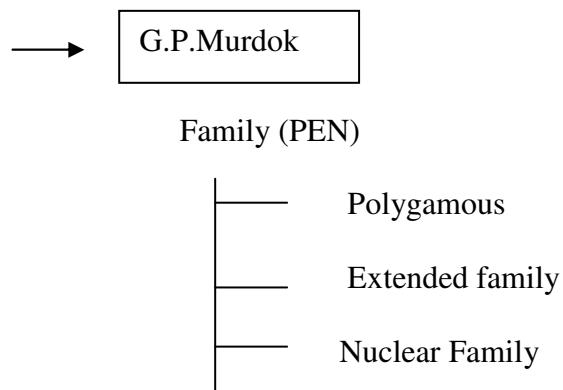 G.P.Murdok
Family (PEN)
Polygamous
Extended family
Nuclear Family